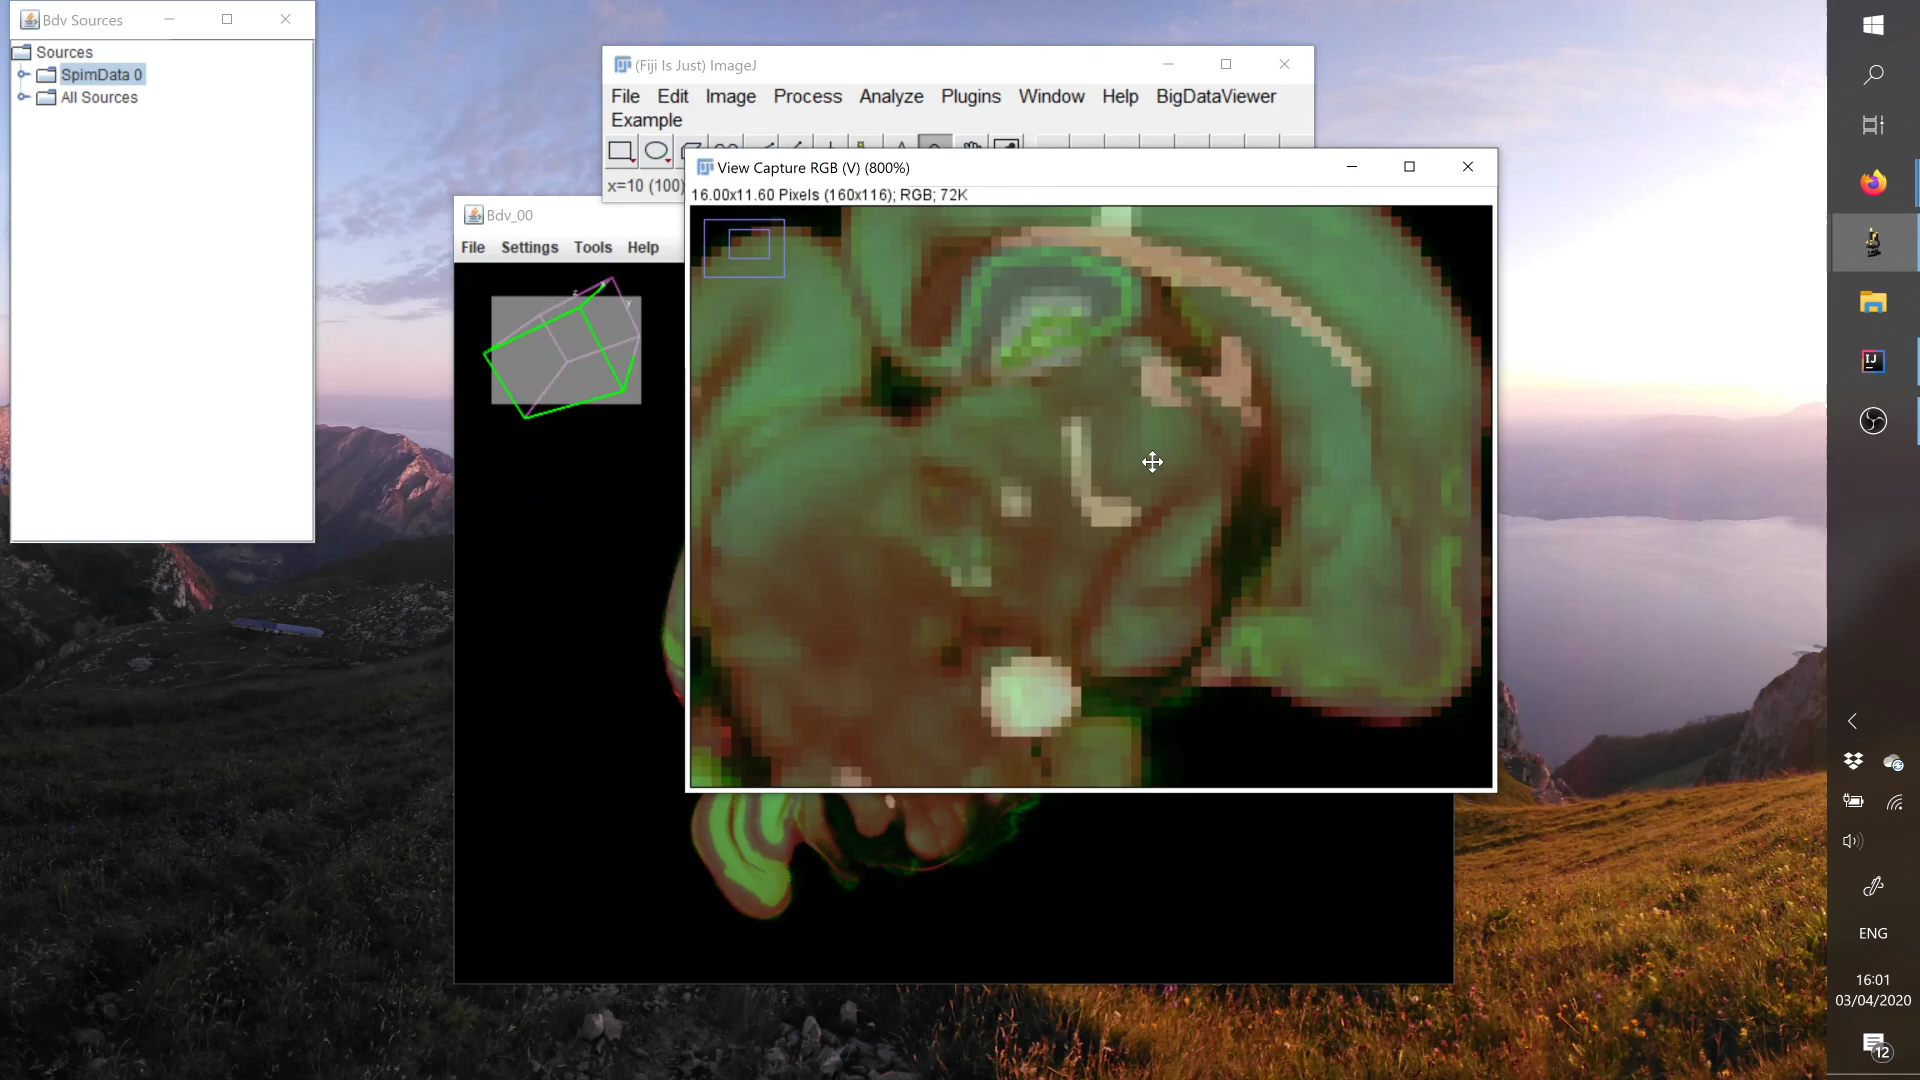 Bdv Sources
Sources
SpimData 0
All Sources
(Fiji Is Just) ImageJ
File Edit Image Process Analyze Plugins Window Help BigDataViewer
Example
x=10 (100)
View Capture RGB (V) (800%)
16.00x11.60 Pixels (160x116); RGB; 72K
Bdv_00
File Settings Tools Help
z
y
IJ
ENG
16:01
03/04/2020
12